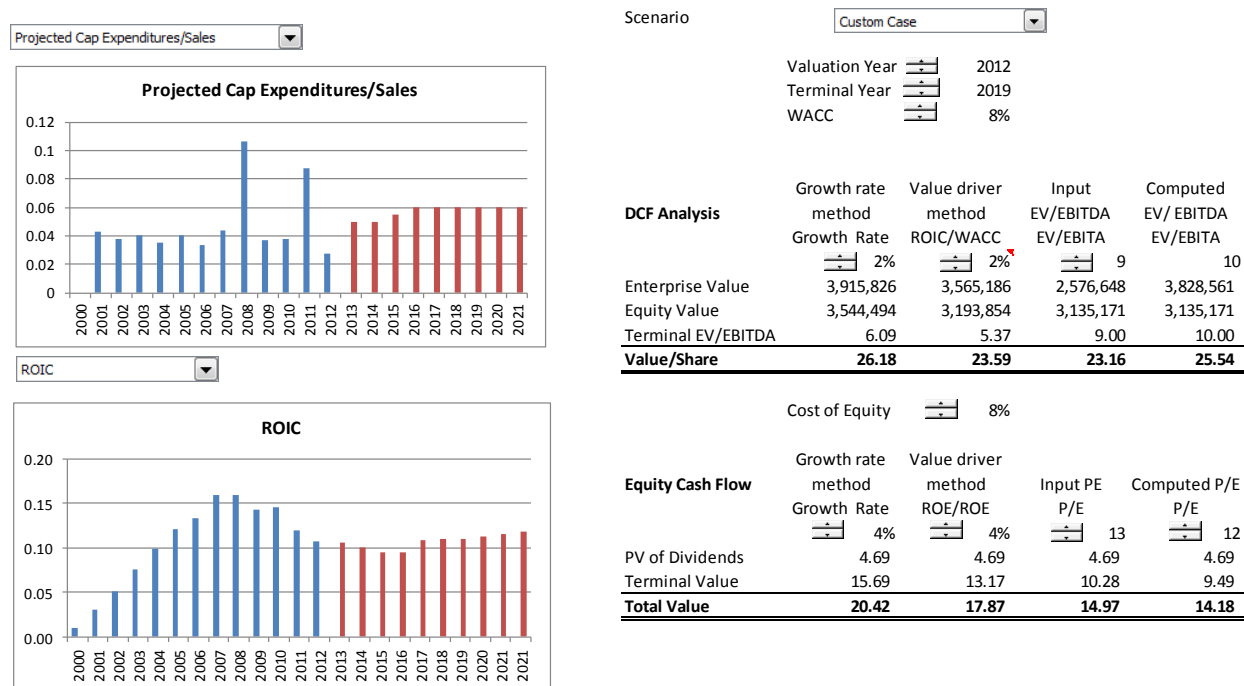 Projected Cap Expenditures/Sales
Projected Cap Expenditures/Sales
0.12
0.1
0.08
0.06
0.04
0.02
0
2000 2001 2002 2003 2004 2005 2006 2007 2008 2009 2010 2011 2012 2013 2014 2015 2016 2017 2018 2019 2020 2021
ROIC
ROIC
0.20
0.15
0.10
0.05
0.00
2000 2001 2002 2003 2004 2005 2006 2007 2008 2009 2010 2011 2012 2013 2014 2015 2016 2017 2018 2019 2020 2021
Scenario Custom Case
Valuation Year 2012
Terminal Year 2019
WACC 8%
Growth rate Value driver Input Computed
DCF Analysis method method EV/EBITDA EV/ EBITDA
Growth Rate ROIC/WACC EV/EBITA EV/EBITA
2% 2% 9 10
Enterprise Value 3,915,826 3,565,186 2,576,648 3,828,561
Equity Value 3,544,494 3,193,854 3,135,171 3,135,171
Terminal EV/EBITDA 6.09 5.37 9.00 10.00
Value/Share 26.18 23.59 23.16 25.54
Cost of Equity 8%
Growth rate Value driver
Equity Cash Flow method method Input PE Computed P/E
Growth Rate ROE/ROE P/E P/E
4% 4% 13 12
PV of Dividends 4.69 4.69 4.69 4.69
Terminal Value 15.69 13.17 10.28 9.49
Total Value 20.42 17.87 14.97 14.18